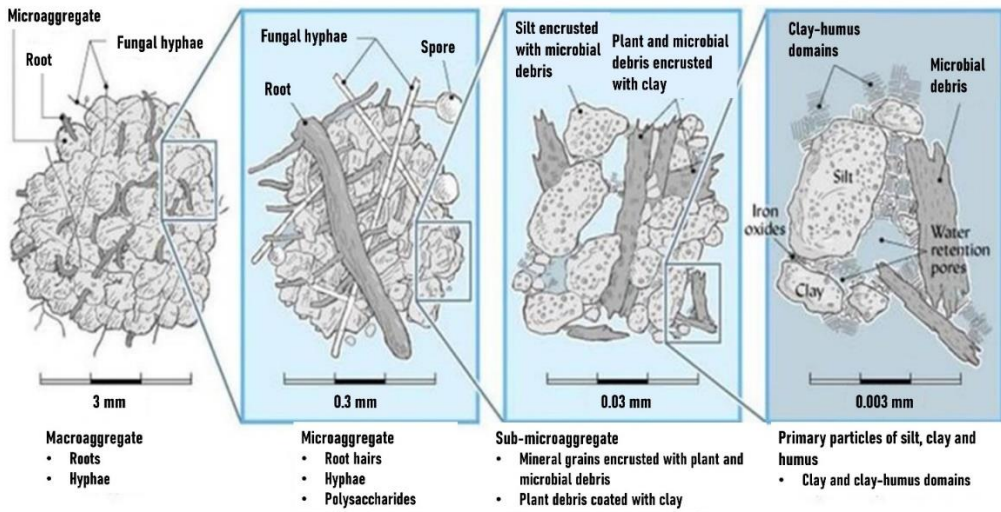 Microaggregate
Fungal hyphae
Root
Fungal hyphae
Spore
Root
Silt encrusted
with microbial
debris
Plant and microbial
debris encrusted
with clay
Clay-humus
domains
Microbial
debris
Silt
Iron
oxides
Water
retention
pores
Clay
3 mm
0.3 mm
0.03 mm
0.003 mm
Macroaggregate
• Roots
• Hyphae
Microaggregate
• Root hairs
• Hyphae
• Polysaccharides
Sub-microaggregate
• Mineral grains encrusted with plant and
microbial debris
• Plant debris coated with clay
Primary particles of silt, clay and
humus
• Clay and clay-humus domains